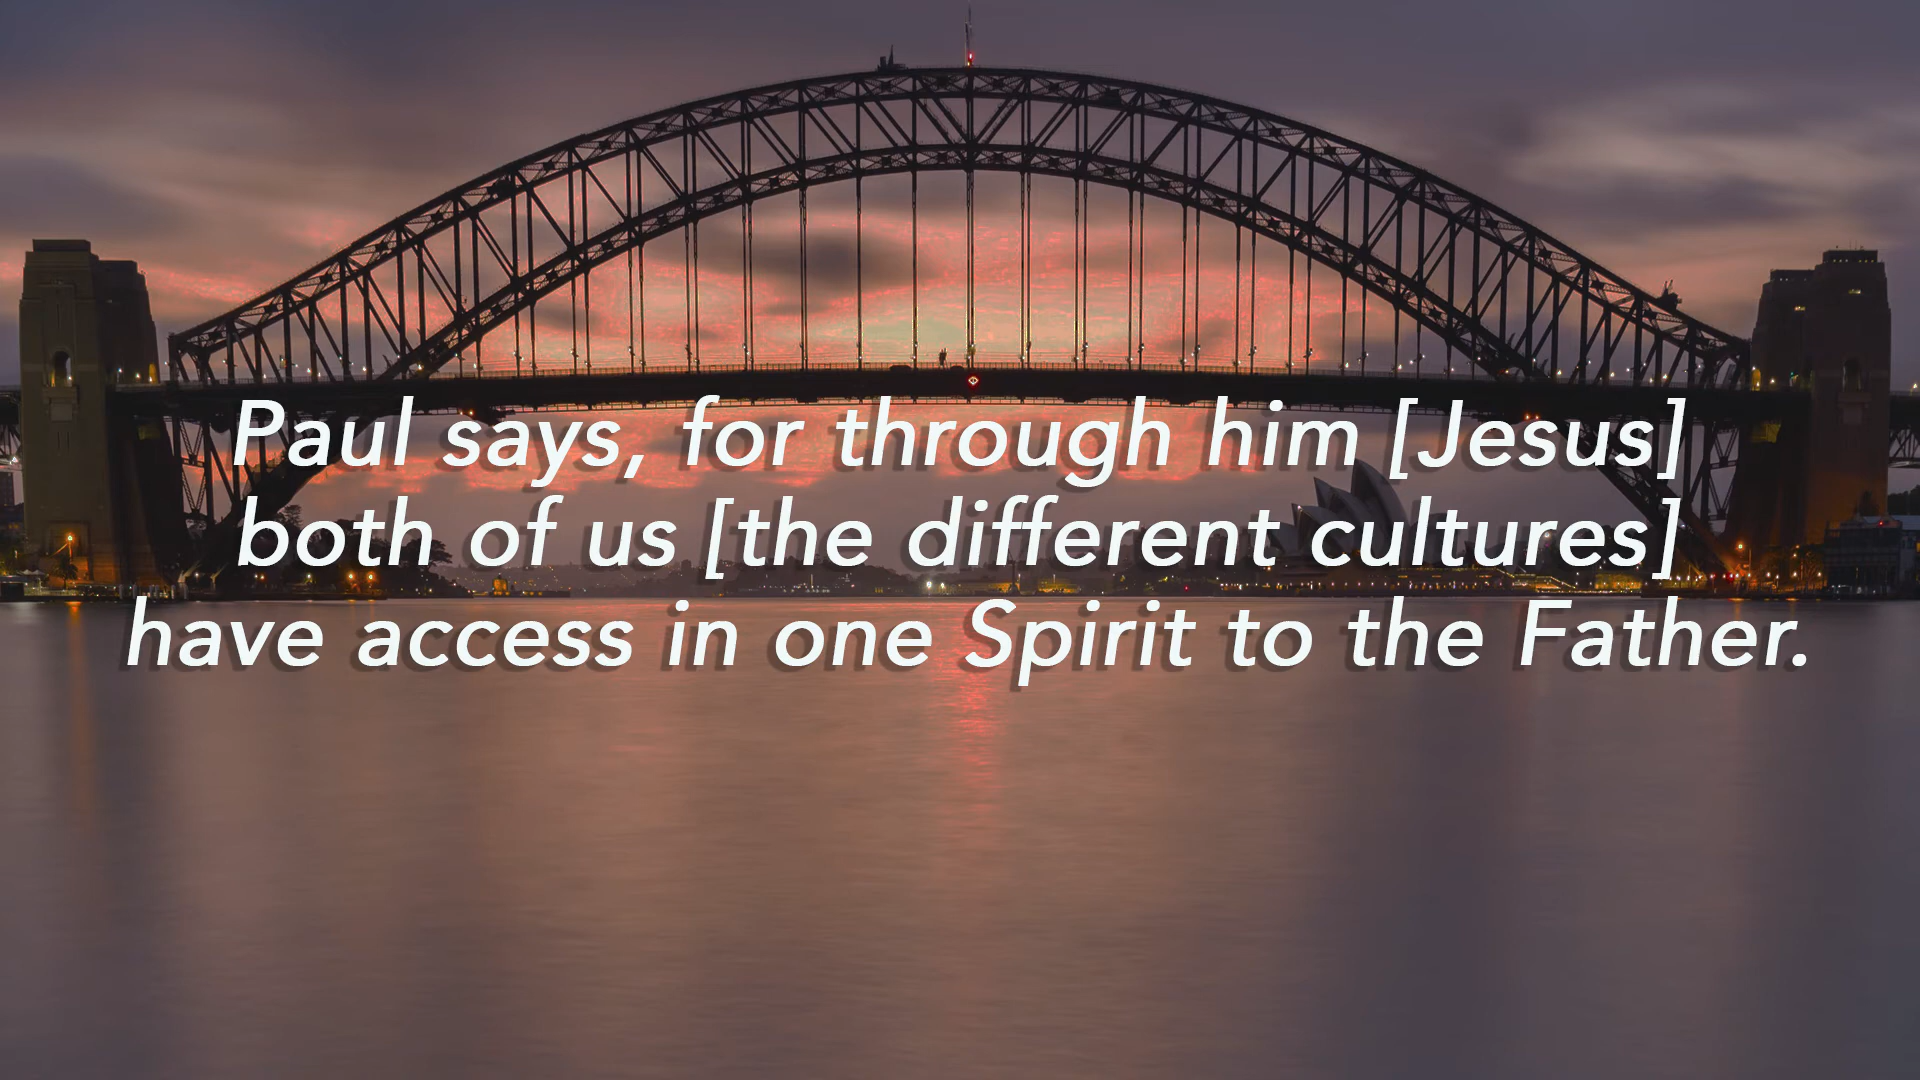 Paul says, for through him [Jesus]
both of us [the different cultures]
have access in one Spirit to the Father.